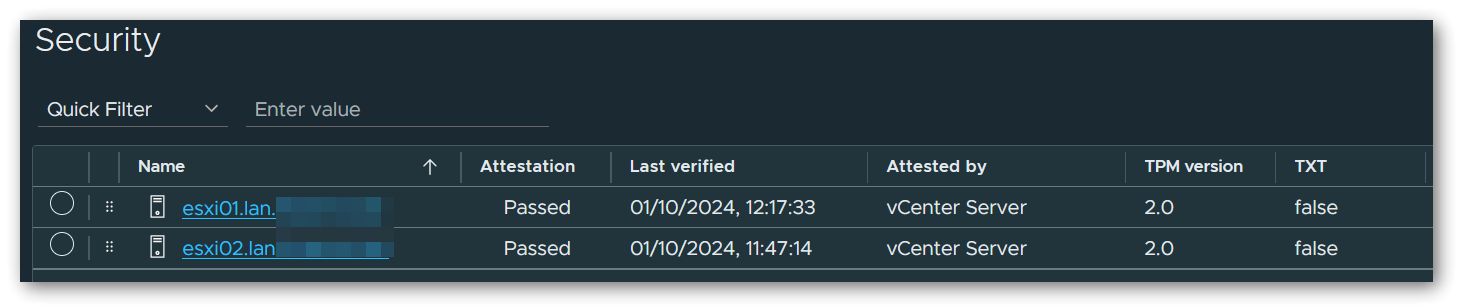 Security
Quick Filter Enter value
Name Attestation Last verified Attested by TPM version TXT
esxi01.lan. Passed 01/10/2024, 12:17:33 vCenter Server 2.0 false
esxi02.lan Passed 01/10/2024, 11:47:14 vCenter Server 2.0 false